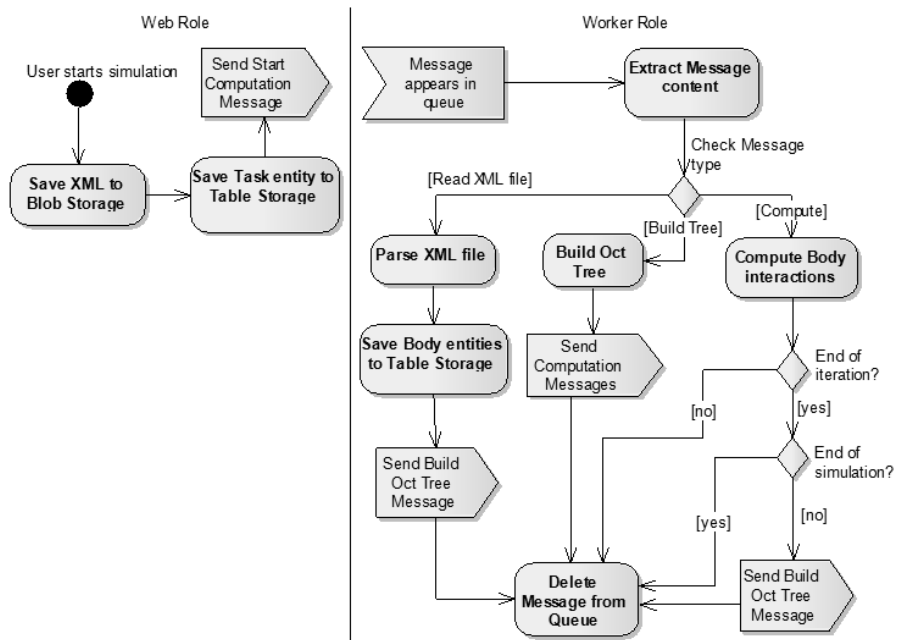 Web Role
User starts simulation
Send Start
Computation
Message
Save XML to
Blob Storage
Save Task entity to
Table Storage
Worker Role
Message
appears in
queue
Extract Message
content
Check Message
type
[Read XML file]
[Build Tree]
[Compute]
Parse XML file
Build Oct
Tree
Compute Body
interactions
Save Body entities
to Table Storage
Send
Computation
Messages
End of
iteration?
[no]
[yes]
Send Build
Oct Tree
Message
End of
simulation?
[yes]
[no]
Delete
Message from
Queue
Send Build
Oct Tree
Message